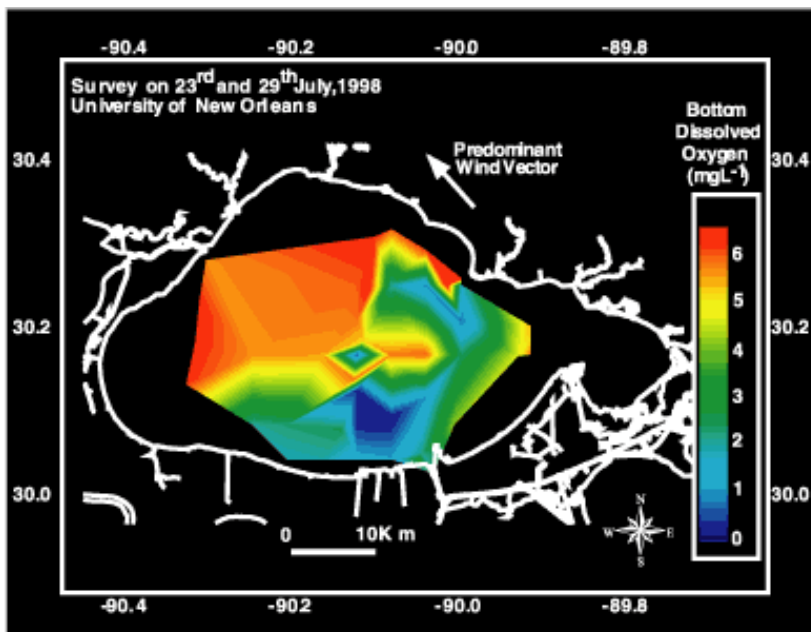 -90.4 -90.2 -90.0 -89.8
Survey on 23rd and 29th July,1998
University of New Orleans
Bottom
Dissolved
Oxygen
(mgL-1)
Predominant
Wind Vector
30.4 30.4
6
5
30.2 30.2
4
3
2
1
30.0 30.0
0
N
W E
S
0 10K m
-90.4 -902 -90.0 -89.8